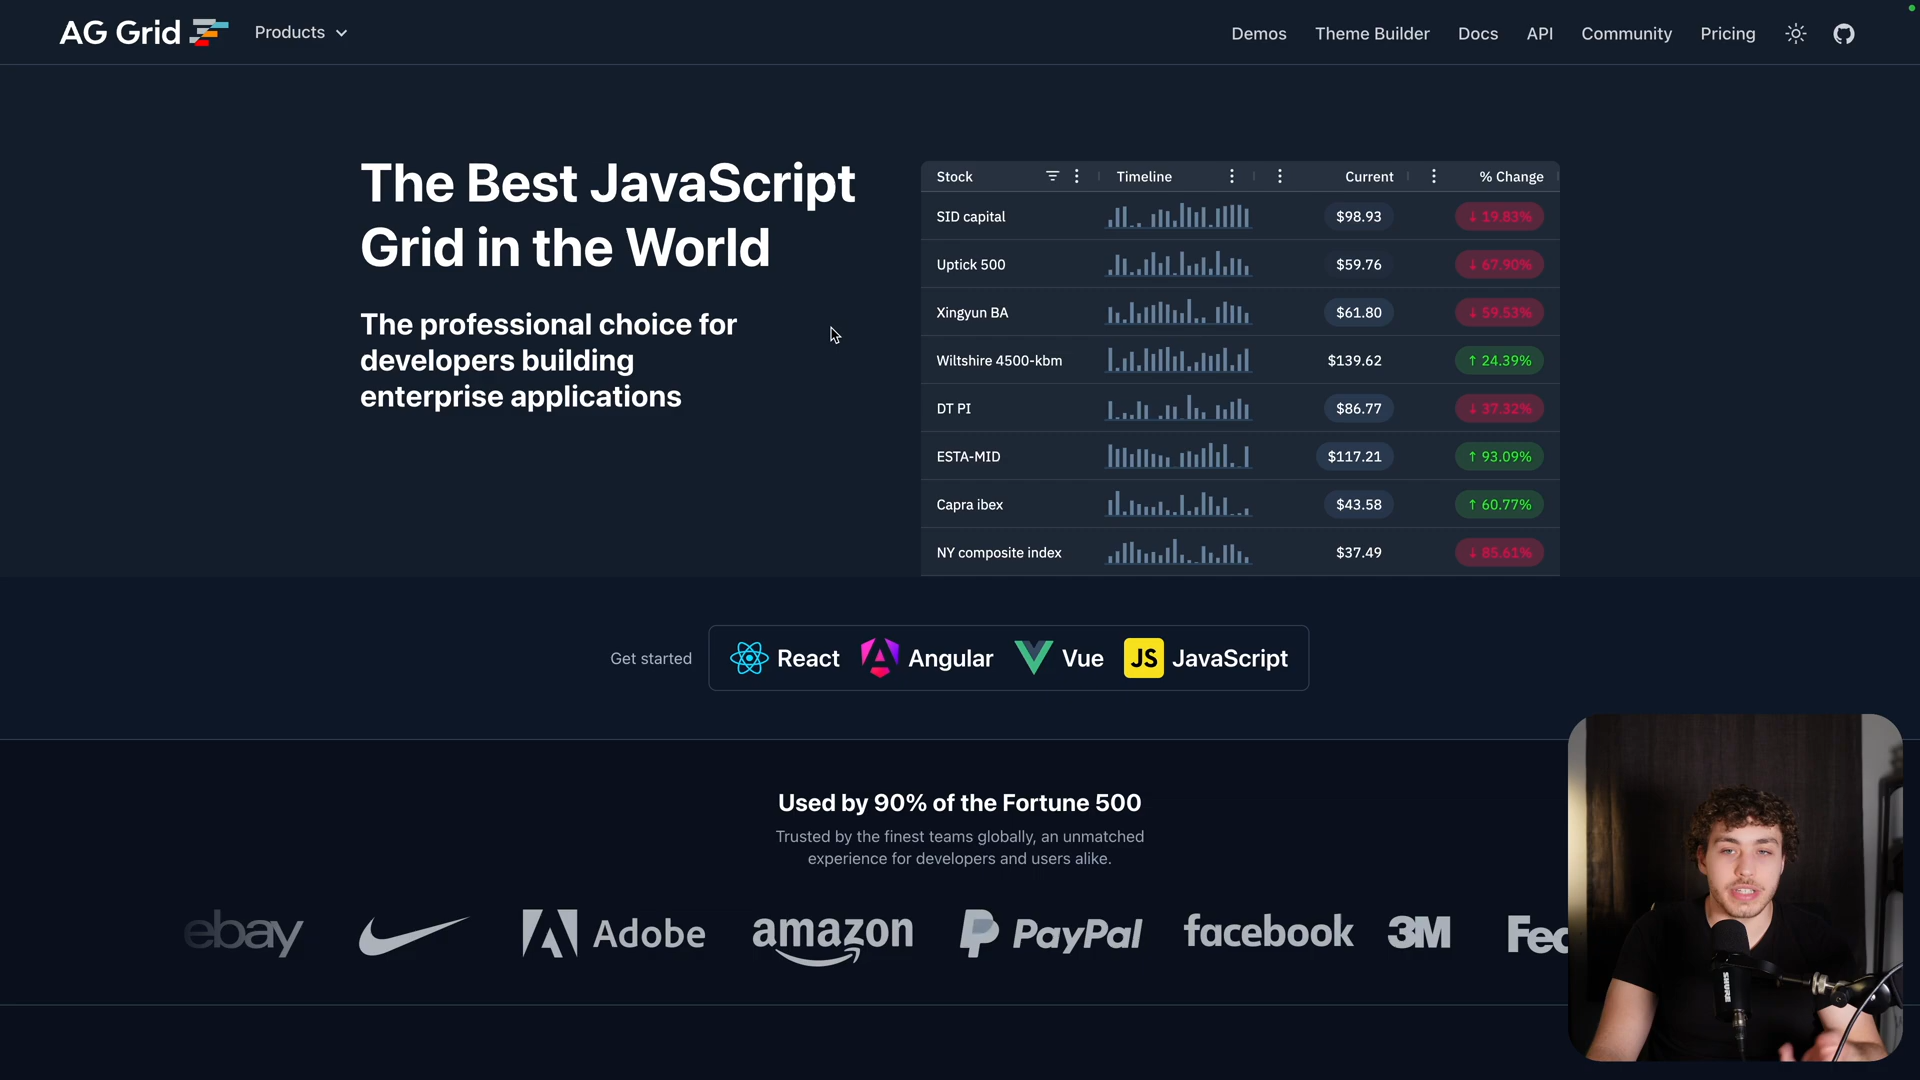 AG Grid
Products
Demos
Theme Builder
Docs
API
Community
Pricing
The Best JavaScript
Grid in the World
The professional choice for
developers building
enterprise applications
Stock Timeline Current % Change
SID capital $98.93 ↓ 19.83%
Uptick 500 $59.76 ↓ 67.90%
Xingyun BA $61.80 ↓ 59.53%
Wiltshire 4500-kbm $139.62 ↑ 24.39%
DT PI $86.77 ↓ 37.32%
ESTA-MID $117.21 ↑ 93.09%
Capra ibex $43.58 ↑ 60.77%
NY composite index $37.49 ↓ 85.61%
Get started
React
Angular
Vue
JS JavaScript
Used by 90% of the Fortune 500
Trusted by the finest teams globally, an unmatched
experience for developers and users alike.
ebay
Adobe
amazon
PayPal
facebook
3M
Fed
SHURE